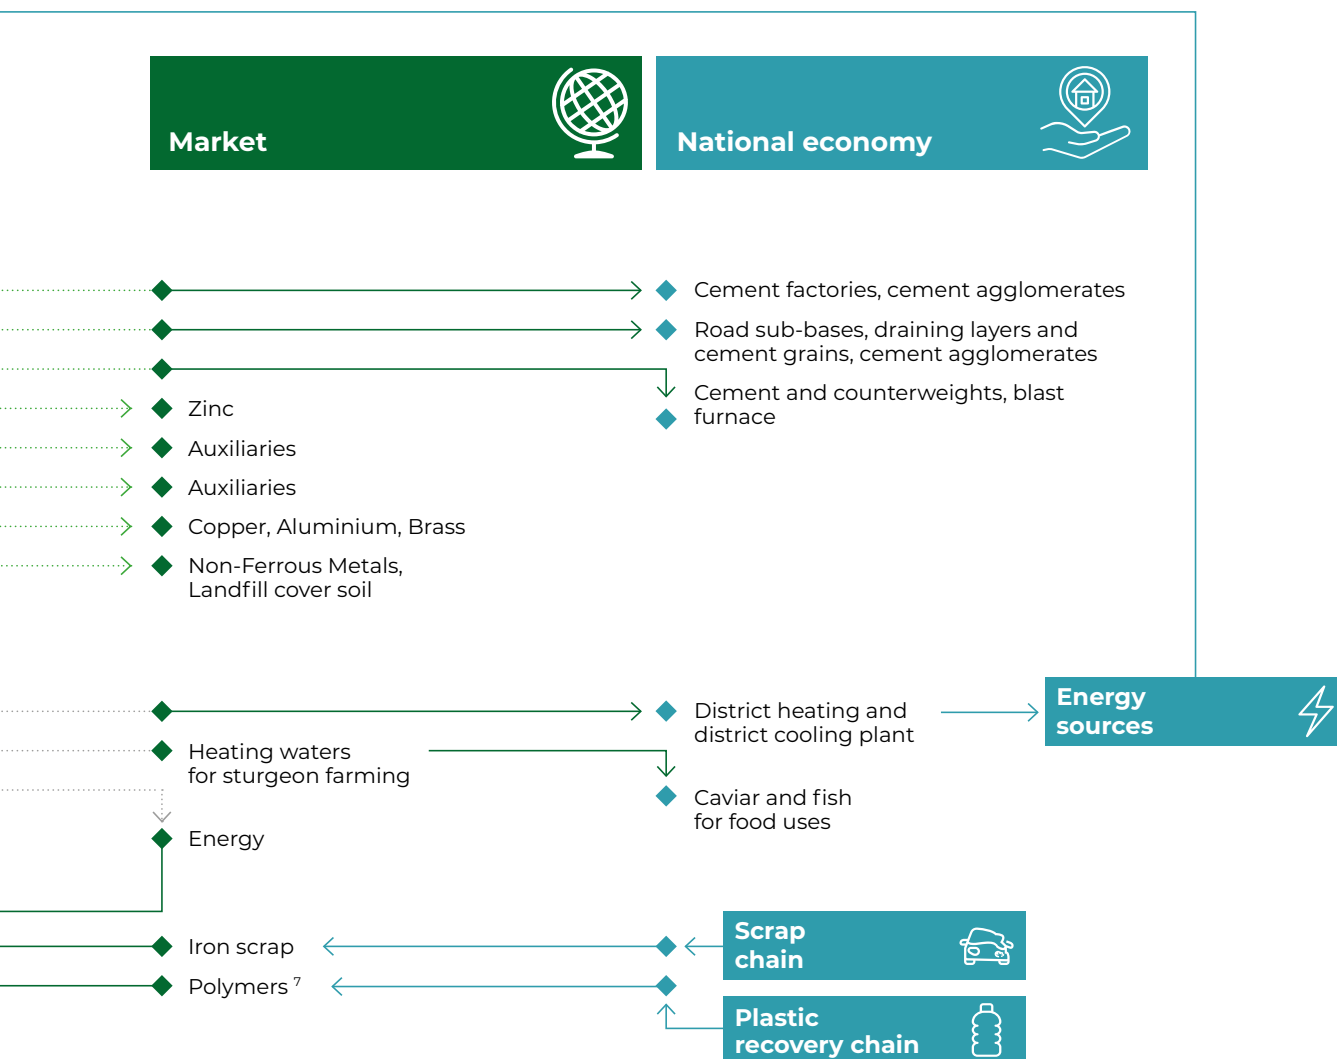 Market
National economy
Cement factories, cement agglomerates
Road sub-bases, draining layers and
cement grains, cement agglomerates
Cement and counterweights, blast
furnace
Zinc
Auxiliaries
Auxiliaries
Copper, Aluminium, Brass
Non-Ferrous Metals,
Landfill cover soil
District heating and
district cooling plant
Energy
sources
Heating waters
for sturgeon farming
Caviar and fish
for food uses
Energy
Iron scrap
Scrap
chain
Polymers ⁷
Plastic
recovery chain